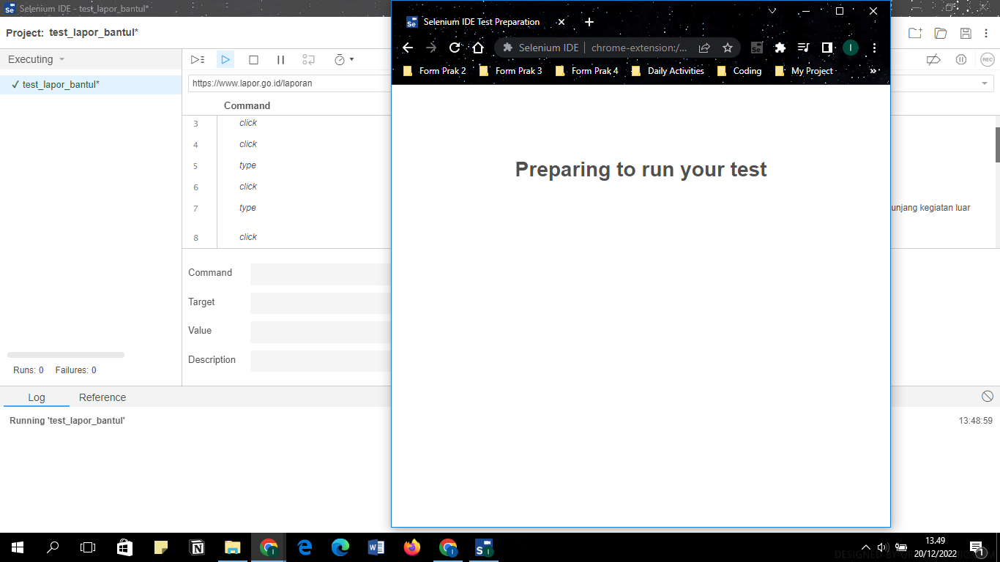 Selenium IDE - test_lapor_bantul*
Project: test_lapor_bantul*
Executing
✓ test_lapor_bantul*
Runs: 0 Failures: 0
REC
https://www.lapor.go.id/laporan
Command
3 click
4 click
5 type
6 click
7 type
unjang kegiatan luar
8 click
Command
Target
Value
Description
Log Reference
Running 'test_lapor_bantul'
13:48:59
Se Selenium IDE Test Preparation
Selenium IDE | chrome-extension:/...
Se
I
Form Prak 2 Form Prak 3 Form Prak 4 Daily Activities Coding My Project »
Preparing to run your test
13.49
20/12/2022
1